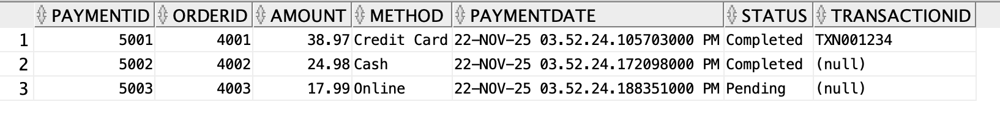 PAYMENTID ORDERID AMOUNT METHOD PAYMENTDATE STATUS TRANSACTIONID
1 5001 4001 38.97 Credit Card 22-NOV-25 03.52.24.105703000 PM Completed TXN001234
2 5002 4002 24.98 Cash 22-NOV-25 03.52.24.172098000 PM Completed (null)
3 5003 4003 17.99 Online 22-NOV-25 03.52.24.188351000 PM Pending (null)